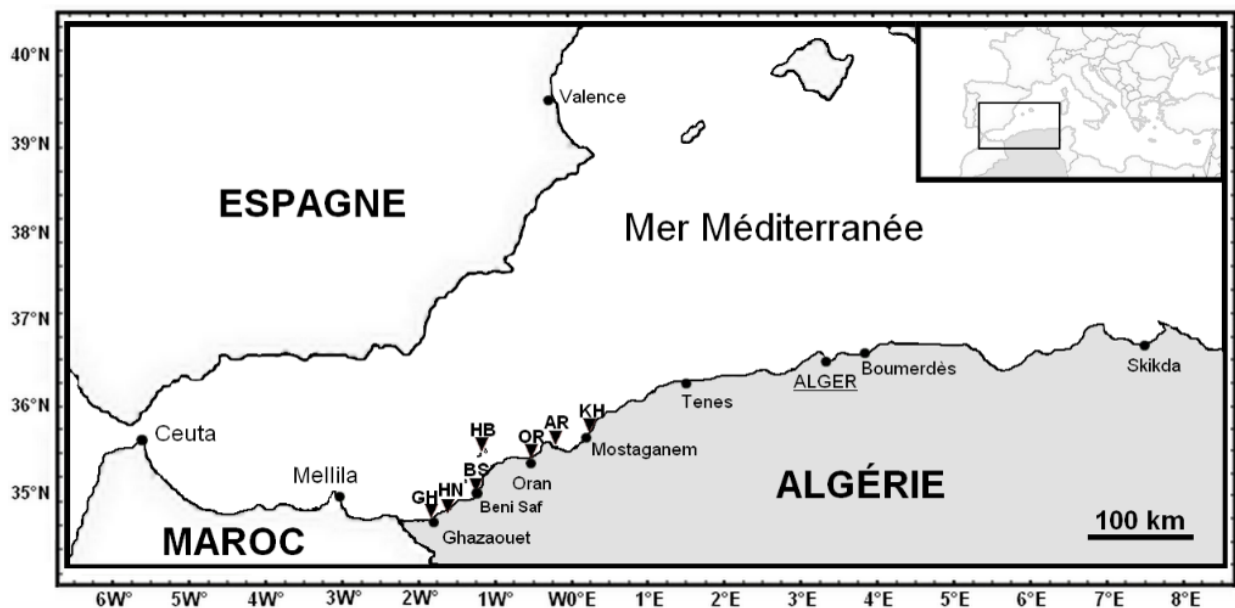 40°N
39°N
38°N
37°N
36°N
35°N
Valence
ESPAGNE
Mer Méditerranée
Skikda
Boumerdès
ALGER
Tenes
KH
AR
OR
HB
Mostaganem
Ceuta
Oran
BS
Mellila
HN
GH
Beni Saf
ALGÉRIE
Ghazaouet
MAROC
100 km
6W° 5W° 4W° 3W° 2W° 1W° W0°E 1°E 2°E 3°E 4°E 5°E 6°E 7°E 8°E